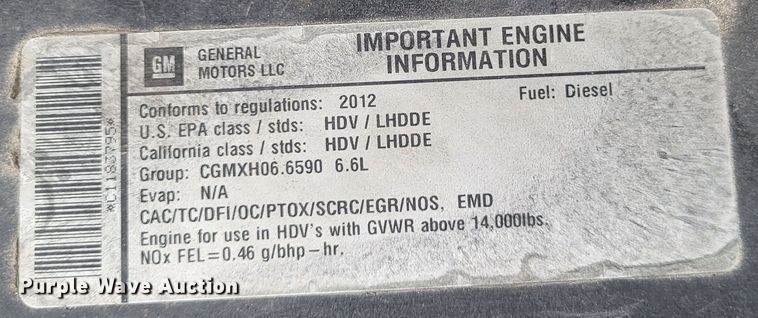 GM GENERAL MOTORS LLC
IMPORTANT ENGINE
INFORMATION
Conforms to regulations: 2012 Fuel: Diesel
U.S. EPA class / stds: HDV / LHDDE
California class / stds: HDV / LHDDE
Group: CGMXH06.6590 6.6L
Evap: N/A
CAC/TC/DFI/OC/PTOX/SCRC/EGR/NOS, EMD
Engine for use in HDV's with GVWR above 14,000lbs.
NOx FEL=0.46 g/bhp-hr.
*C1183795*
Purple Wave Auction